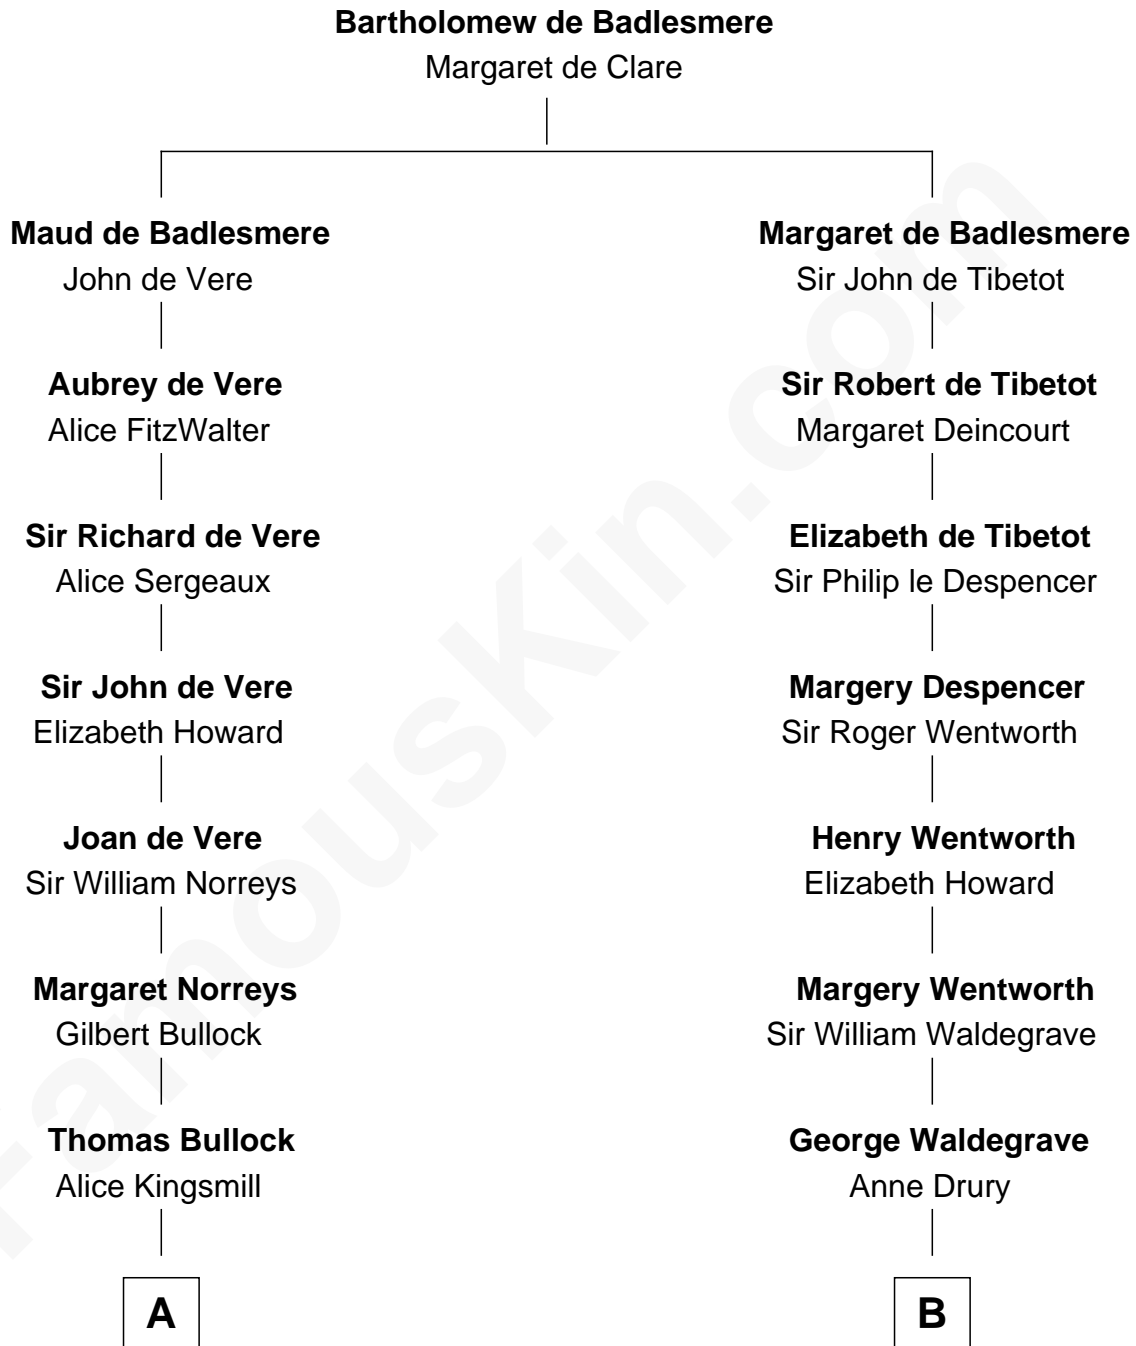 Bartholomew de Badlesmere
Margaret de Clare
Maud de Badlesmere
John de Vere
Margaret de Badlesmere
Sir John de Tibetot
Aubrey de Vere
Alice FitzWalter
Sir Robert de Tibetot
Margaret Deincourt
Sir Richard de Vere
Alice Sergeaux
Elizabeth de Tibetot
Sir Philip le Despencer
Sir John de Vere
Elizabeth Howard
Margery Despencer
Sir Roger Wentworth
Joan de Vere
Sir William Norreys
Henry Wentworth
Elizabeth Howard
Margaret Norreys
Gilbert Bullock
Margery Wentworth
Sir William Waldegrave
Thomas Bullock
Alice Kingsmill
George Waldegrave
Anne Drury
A
B
FamousKin.com